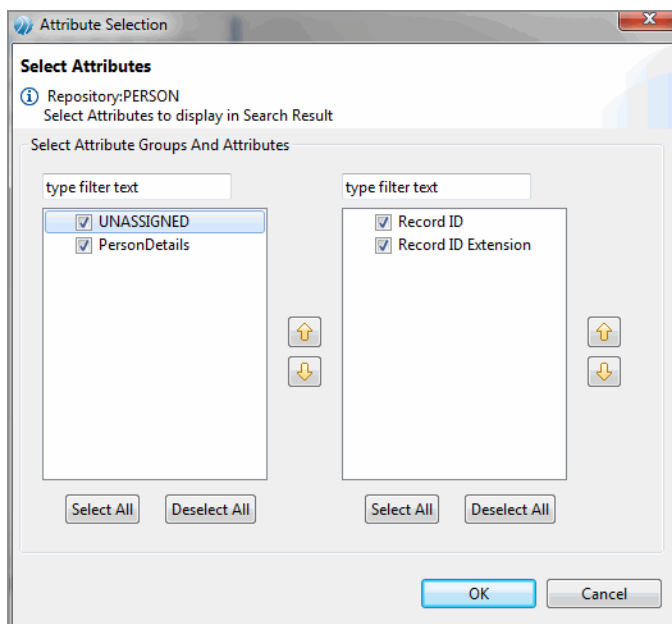 Attribute Selection
Select Attributes
Repository:PERSON
Select Attributes to display in Search Result
Select Attribute Groups And Attributes
type filter text
type filter text
UNASSIGNED
PersonDetails
Record ID
Record ID Extension
Select All
Deselect All
Select All
Deselect All
OK
Cancel